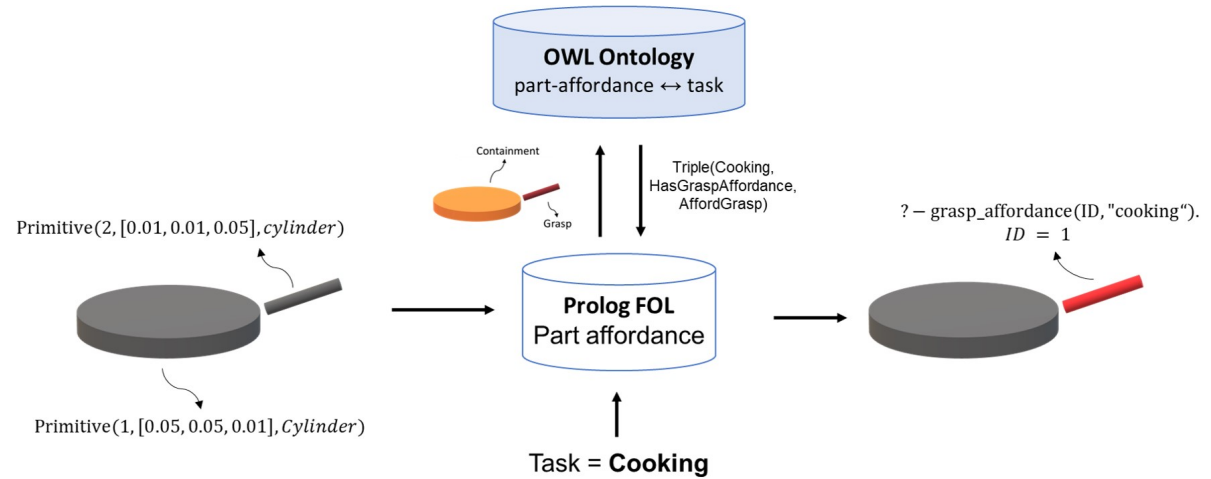 OWL Ontology
part-affordance ↔ task
Containment
Grasp
Triple(Cooking,
HasGraspAffordance,
AffordGrasp)
Primitive(2, [0.01, 0.01, 0.05], cylinder)
Primitive(1, [0.05, 0.05, 0.01], Cylinder)
Prolog FOL
Part affordance
Task = Cooking
? − grasp_affordance(ID, "cooking“).
ID = 1